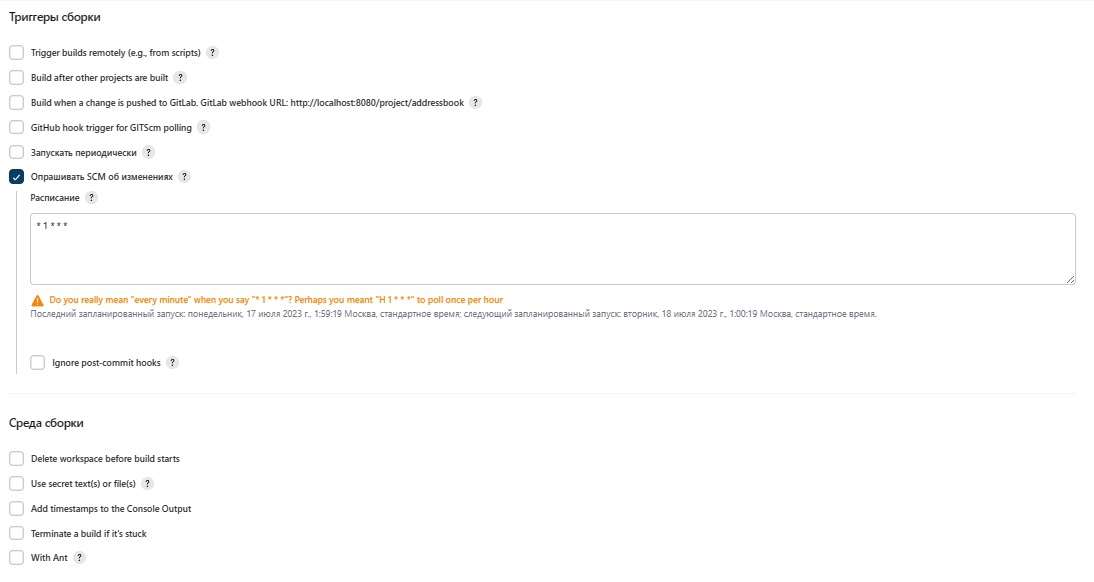 Триггеры сборки
Trigger builds remotely (e.g., from scripts) ?
Build after other projects are built ?
Build when a change is pushed to GitLab. GitLab webhook URL: http://localhost:8080/project/addressbook ?
GitHub hook trigger for GITScm polling ?
Запускать периодически ?
Опрашивать SCM об изменениях ?
Расписание ?
* 1 * * *
Do you really mean "every minute" when you say "* 1 * * *"? Perhaps you meant "H 1 * * *" to poll once per hour
Последний запланированный запуск: понедельник, 17 июля 2023 г., 1:59:19 Москва, стандартное время; следующий запланированный запуск: вторник, 18 июля 2023 г., 1:00:19 Москва, стандартное время.
Ignore post-commit hooks ?
Среда сборки
Delete workspace before build starts
Use secret text(s) or file(s) ?
Add timestamps to the Console Output
Terminate a build if it's stuck
With Ant ?